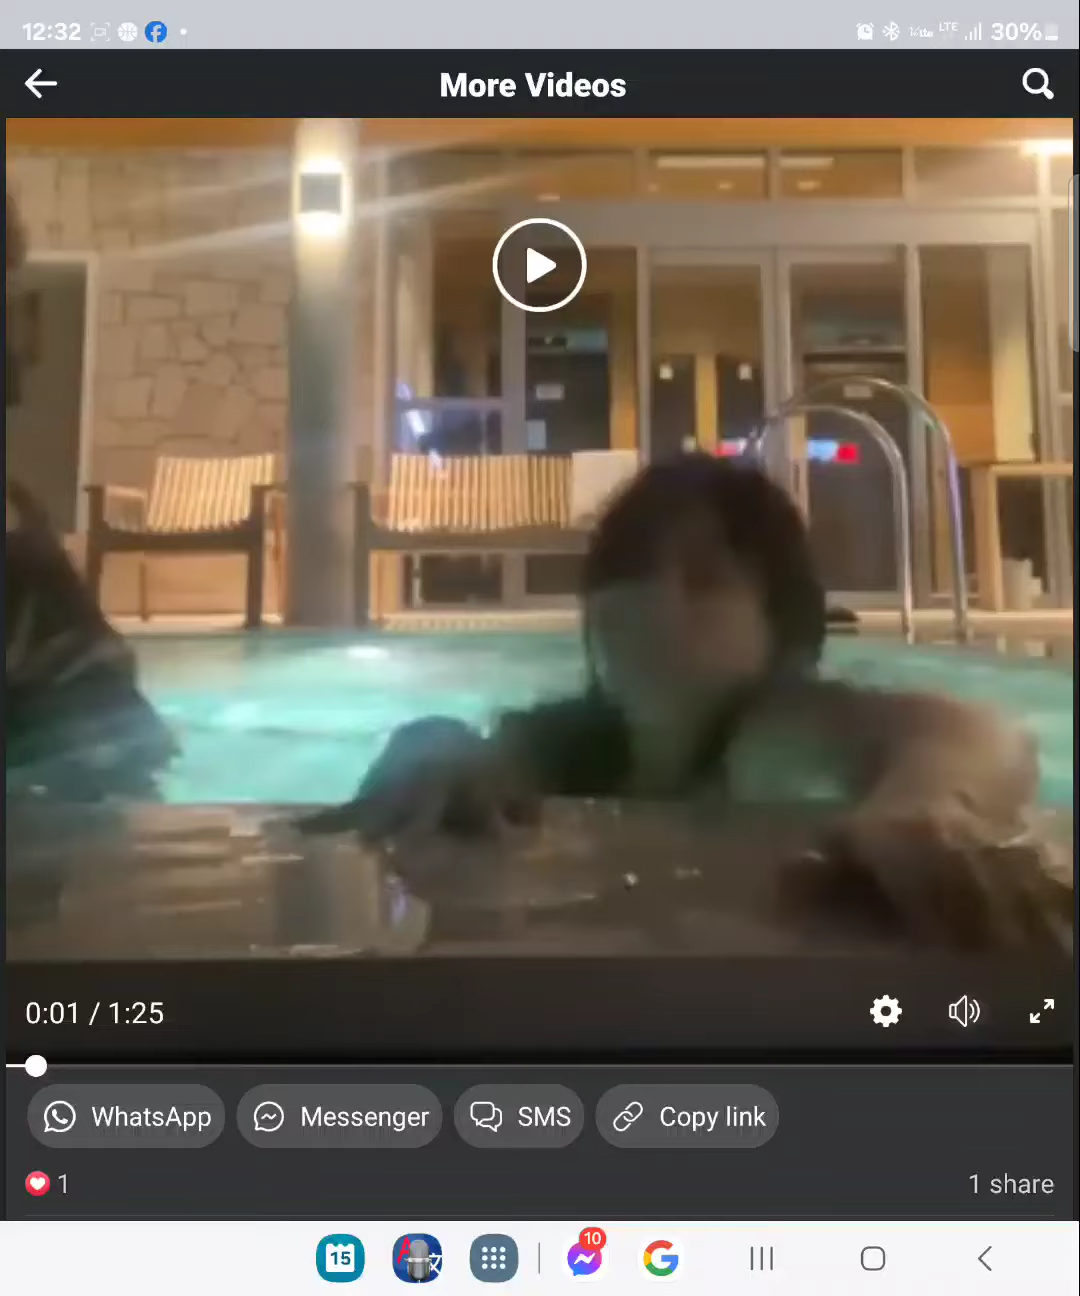 12:32
LTE
30%
More Videos
0:01 / 1:25
WhatsApp
Messenger
SMS
Copy link
1
1 share
15
10